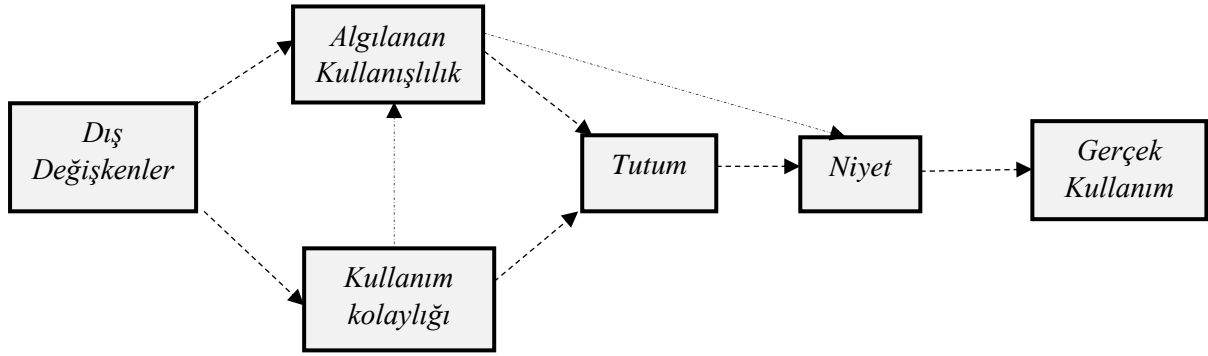 Algılanan
Kullanışlılık
Dış
Değişkenler
Tutum
Niyet
Gerçek
Kullanım
Kullanım
kolaylığı